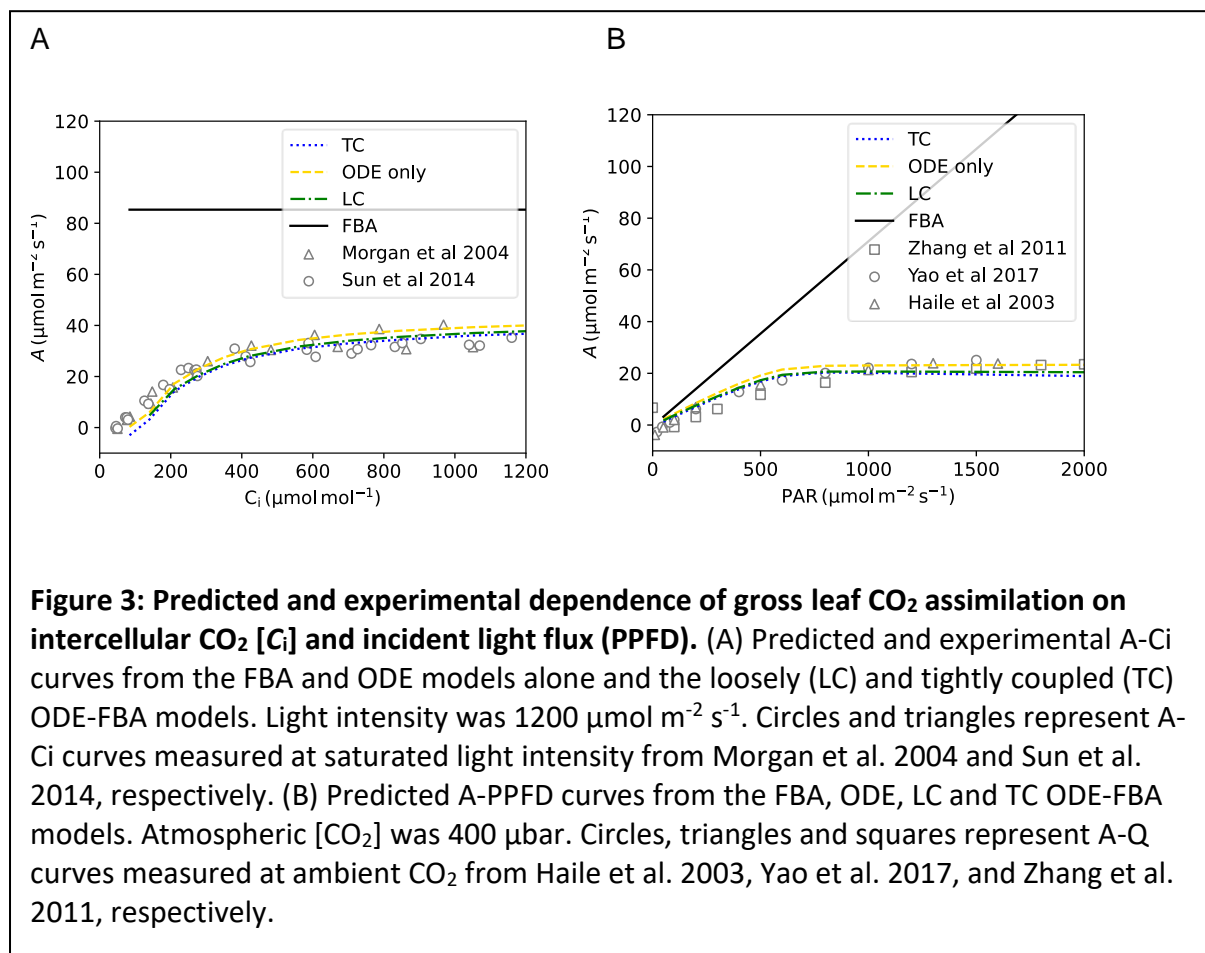 A
B
120
100
80
60
40
20
0
A (μmol m⁻² s⁻¹)
TC
ODE only
LC
FBA
Morgan et al 2004
Sun et al 2014
0 200 400 600 800 1000 1200
Cᵢ (μmol mol⁻¹)
120
100
80
60
40
20
0
A (μmol m⁻² s⁻¹)
TC
ODE only
LC
FBA
Zhang et al 2011
Yao et al 2017
Haile et al 2003
0 500 1000 1500 2000
PAR (μmol m⁻² s⁻¹)
Figure 3: Predicted and experimental dependence of gross leaf CO₂ assimilation on
intercellular CO₂ [Cᵢ] and incident light flux (PPFD). (A) Predicted and experimental A-Ci
curves from the FBA and ODE models alone and the loosely (LC) and tightly coupled (TC)
ODE-FBA models. Light intensity was 1200 μmol m⁻² s⁻¹. Circles and triangles represent A-
Ci curves measured at saturated light intensity from Morgan et al. 2004 and Sun et al.
2014, respectively. (B) Predicted A-PPFD curves from the FBA, ODE, LC and TC ODE-FBA
models. Atmospheric [CO₂] was 400 μbar. Circles, triangles and squares represent A-Q
curves measured at ambient CO₂ from Haile et al. 2003, Yao et al. 2017, and Zhang et al.
2011, respectively.